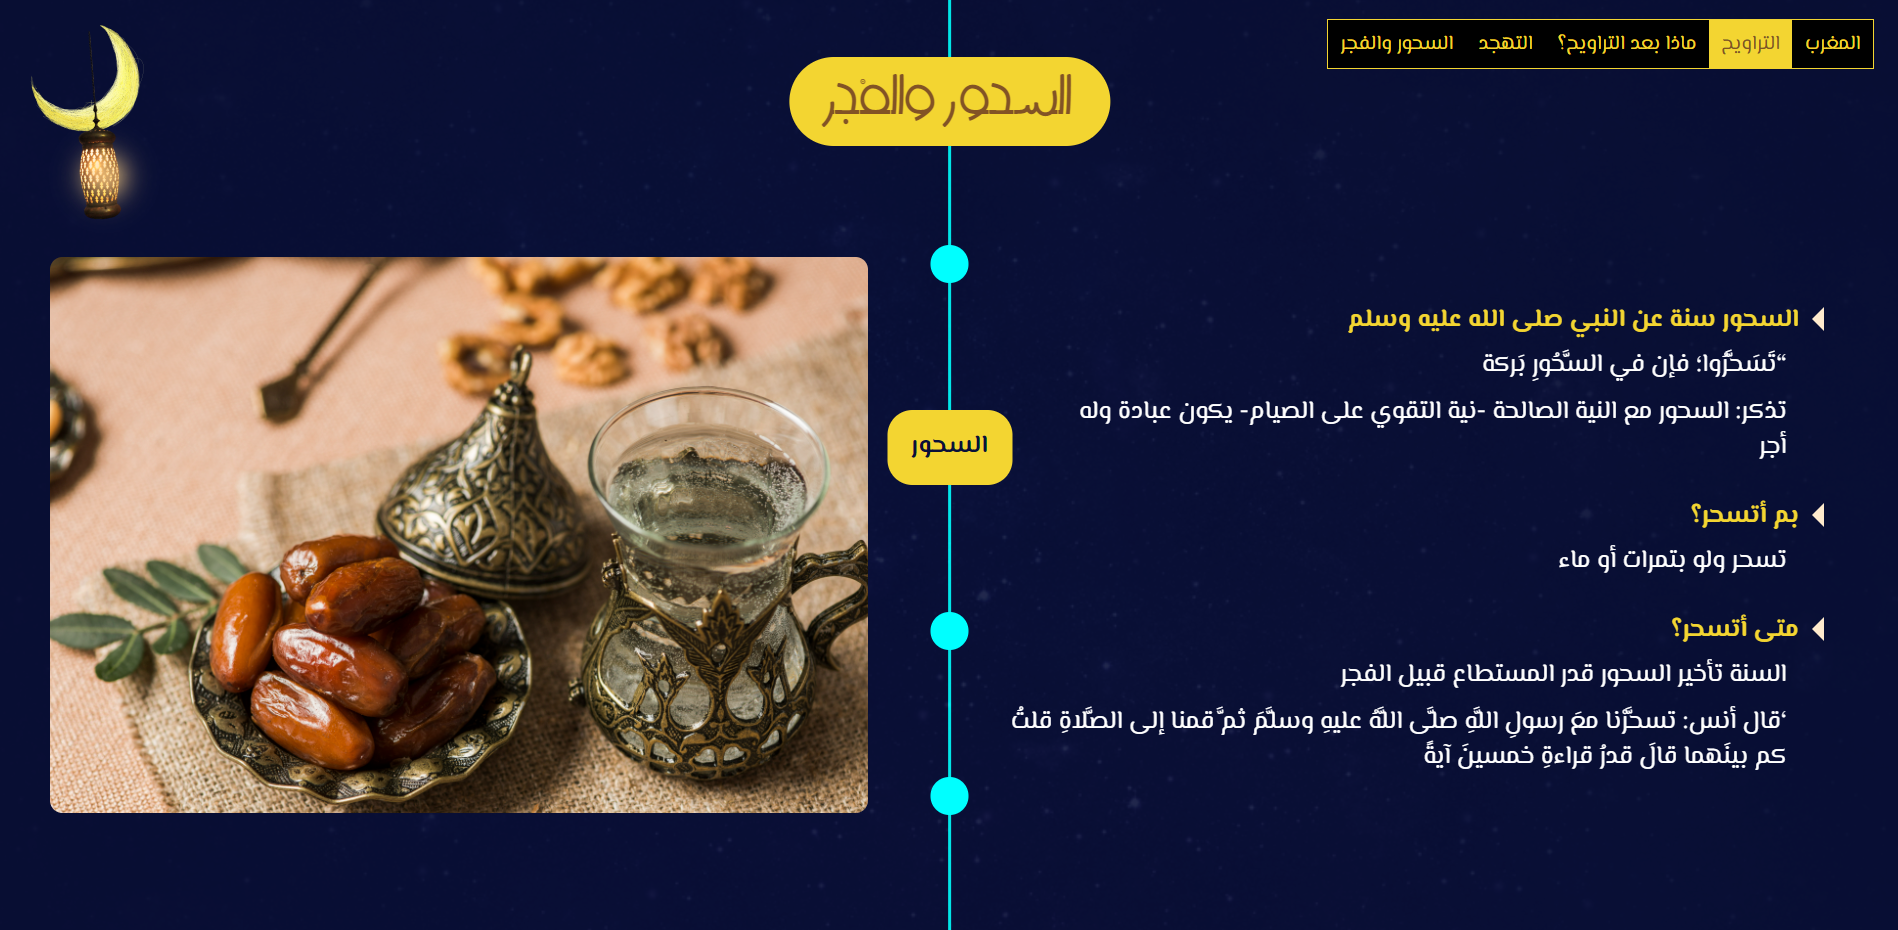 المغرب
التراويح
ماذا بعد التراويح؟
التهجد
السحور والفجر
السحور والفجر
السحور سنة عن النبي صلى الله عليه وسلم
“تَسَحَّرُوا؛ فإن في السَّحُورِ بَركة
تذكر: السحور مع النية الصالحة -نية التقوي على الصيام- يكون عبادة وله
أجر
السحور
بم أتسحر؟
تسحر ولو بتمرات أو ماء
متى أتسحر؟
السنة تأخير السحور قدر المستطاع قبيل الفجر
‘قال أنس: تسحَّرْنا معَ رسولِ اللَّهِ صلَّى اللَّهُ عليهِ وسلَّمَ ثمَّ قمنا إلى الصَّلاةِ قلتُ
كم بينَهما قالَ قدرُ قراءةِ خمسينَ آيةً